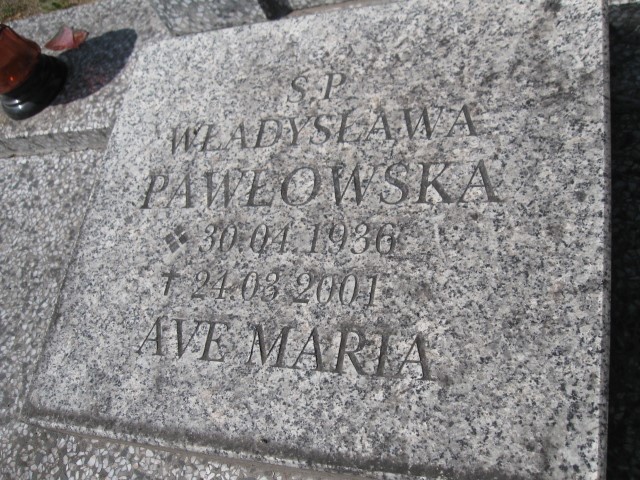 S.P
WŁADYSŁAWA
PAWŁOWSKA
30.04.1936
† 24.03.2001
AVE MARIA